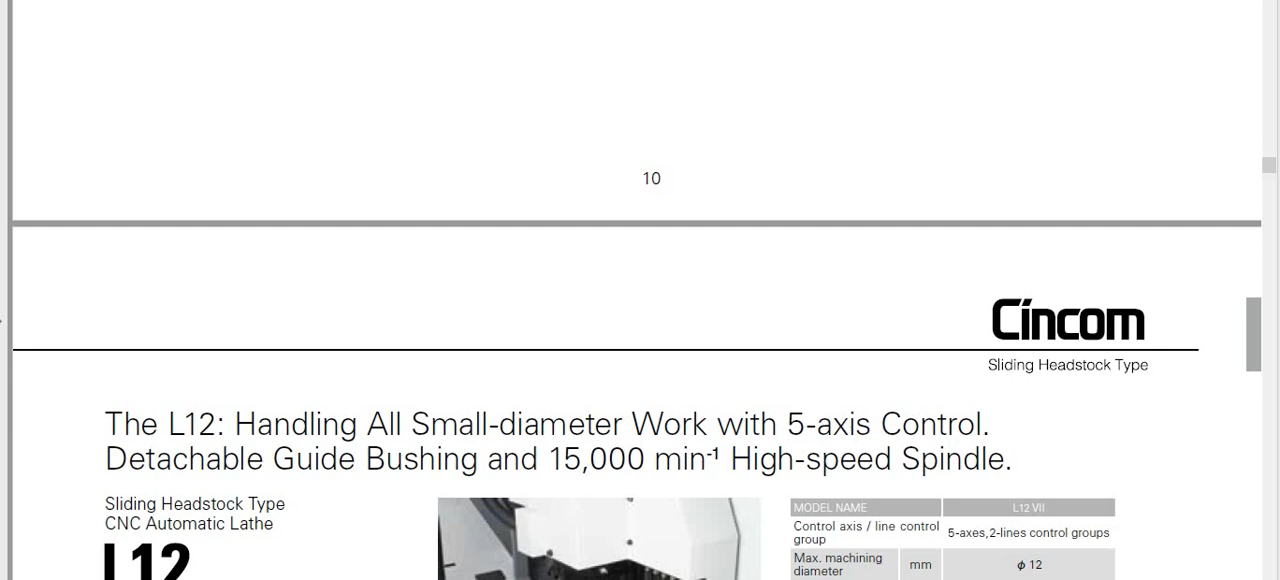 10
Cincom
Sliding Headstock Type
The L12: Handling All Small-diameter Work with 5-axis Control.
Detachable Guide Bushing and 15,000 min⁻¹ High-speed Spindle.
Sliding Headstock Type
CNC Automatic Lathe
L12
MODEL NAME L12 VII
Control axis / line control
group
5-axes,2-lines control groups
Max. machining
diameter
mm
ϕ 12